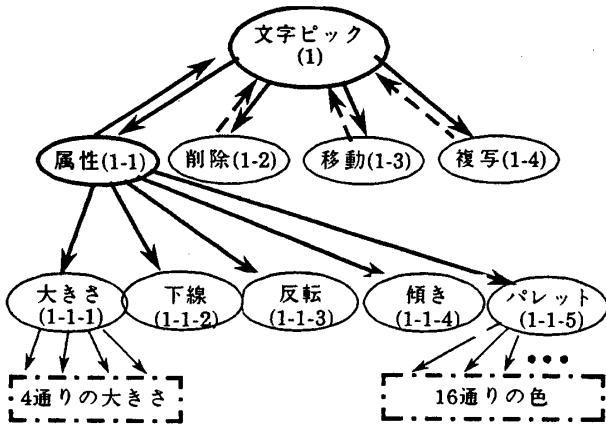 文字ピック
(1)
属性(1-1)
削除(1-2)
移動(1-3)
複写(1-4)
大きさ
(1-1-1)
下線
(1-1-2)
反転
(1-1-3)
傾き
(1-1-4)
パレット
(1-1-5)
4通りの大きさ
16通りの色